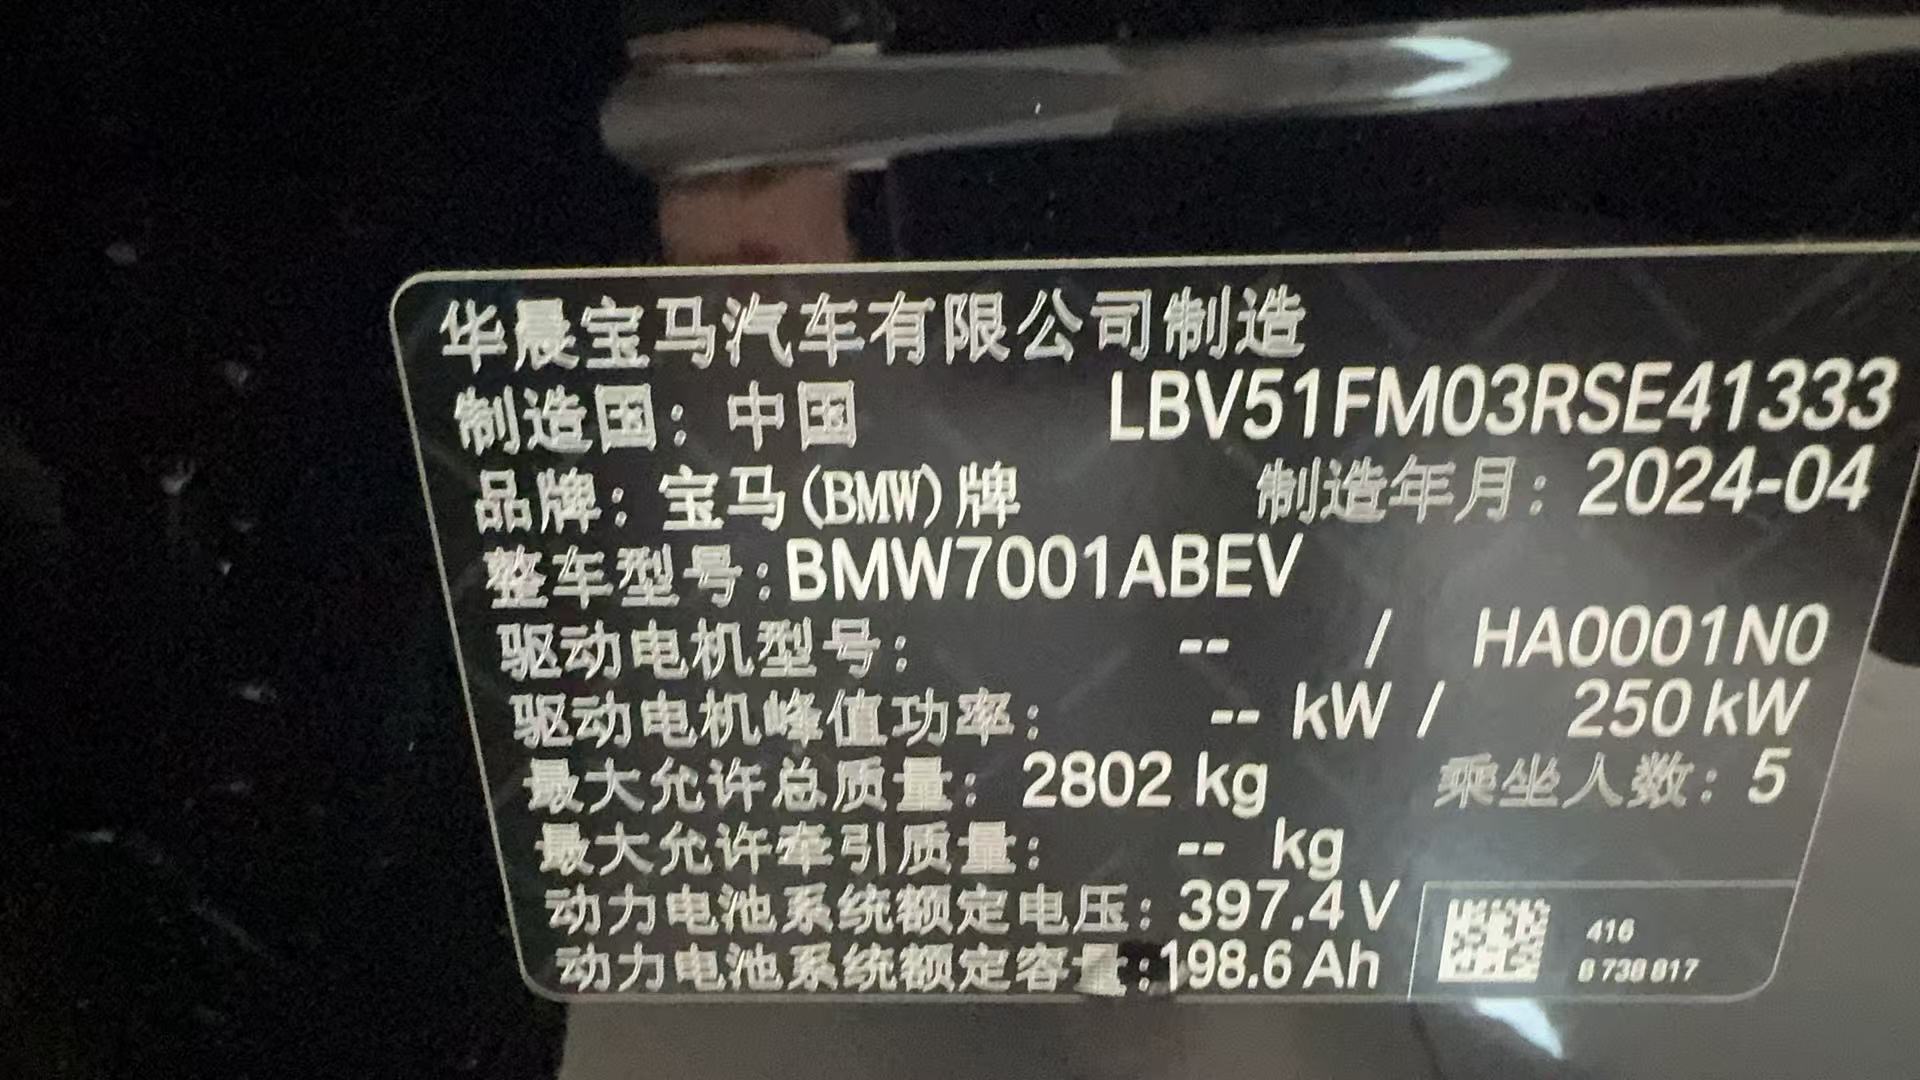 华晨宝马汽车有限公司制造
制造国：中国 LBV51FM03RSE41333
品牌：宝马(BMW)牌 制造年月：2024-04
整车型号：BMW7001ABEV
驱动电机型号： -- / HA0001N0
驱动电机峰值功率： -- kW / 250 kW
最大允许总质量：2802 kg 乘坐人数：5
最大允许牵引质量： -- kg
动力电池系统额定电压：397.4 V
动力电池系统额定容量：198.6 Ah
416
8 738 817